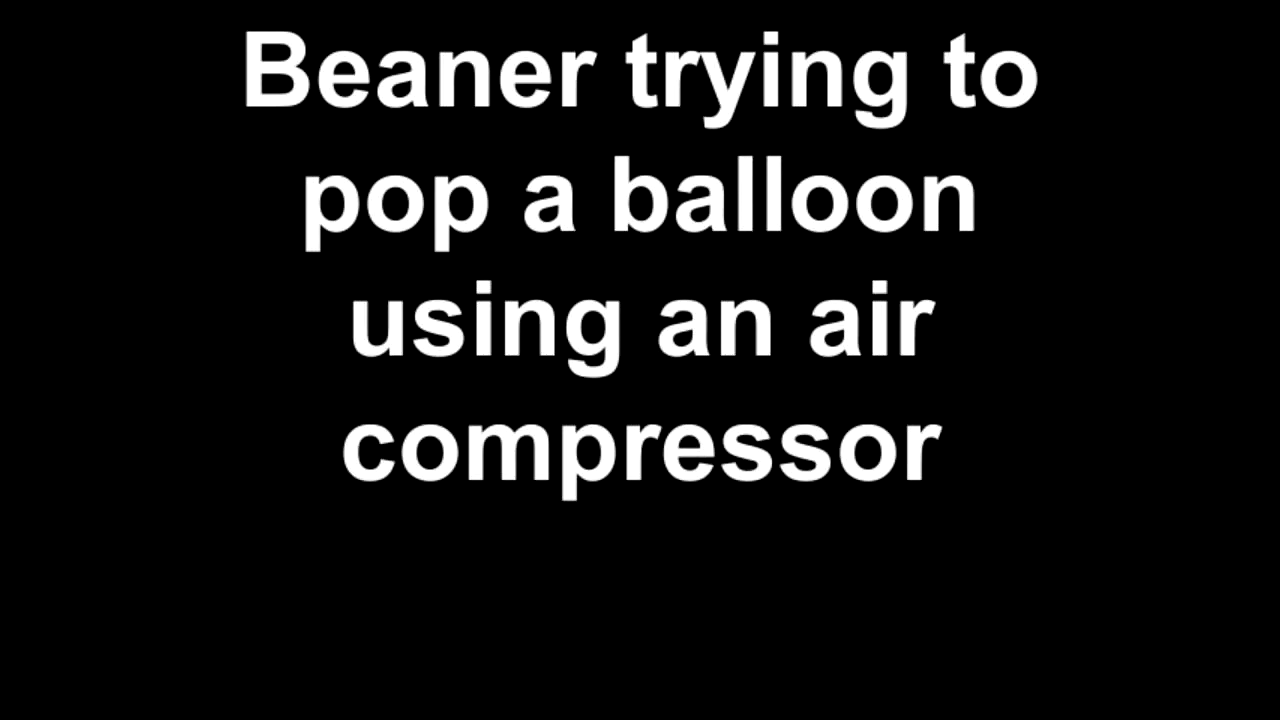 Beaner trying to
pop a balloon
using an air
compressor